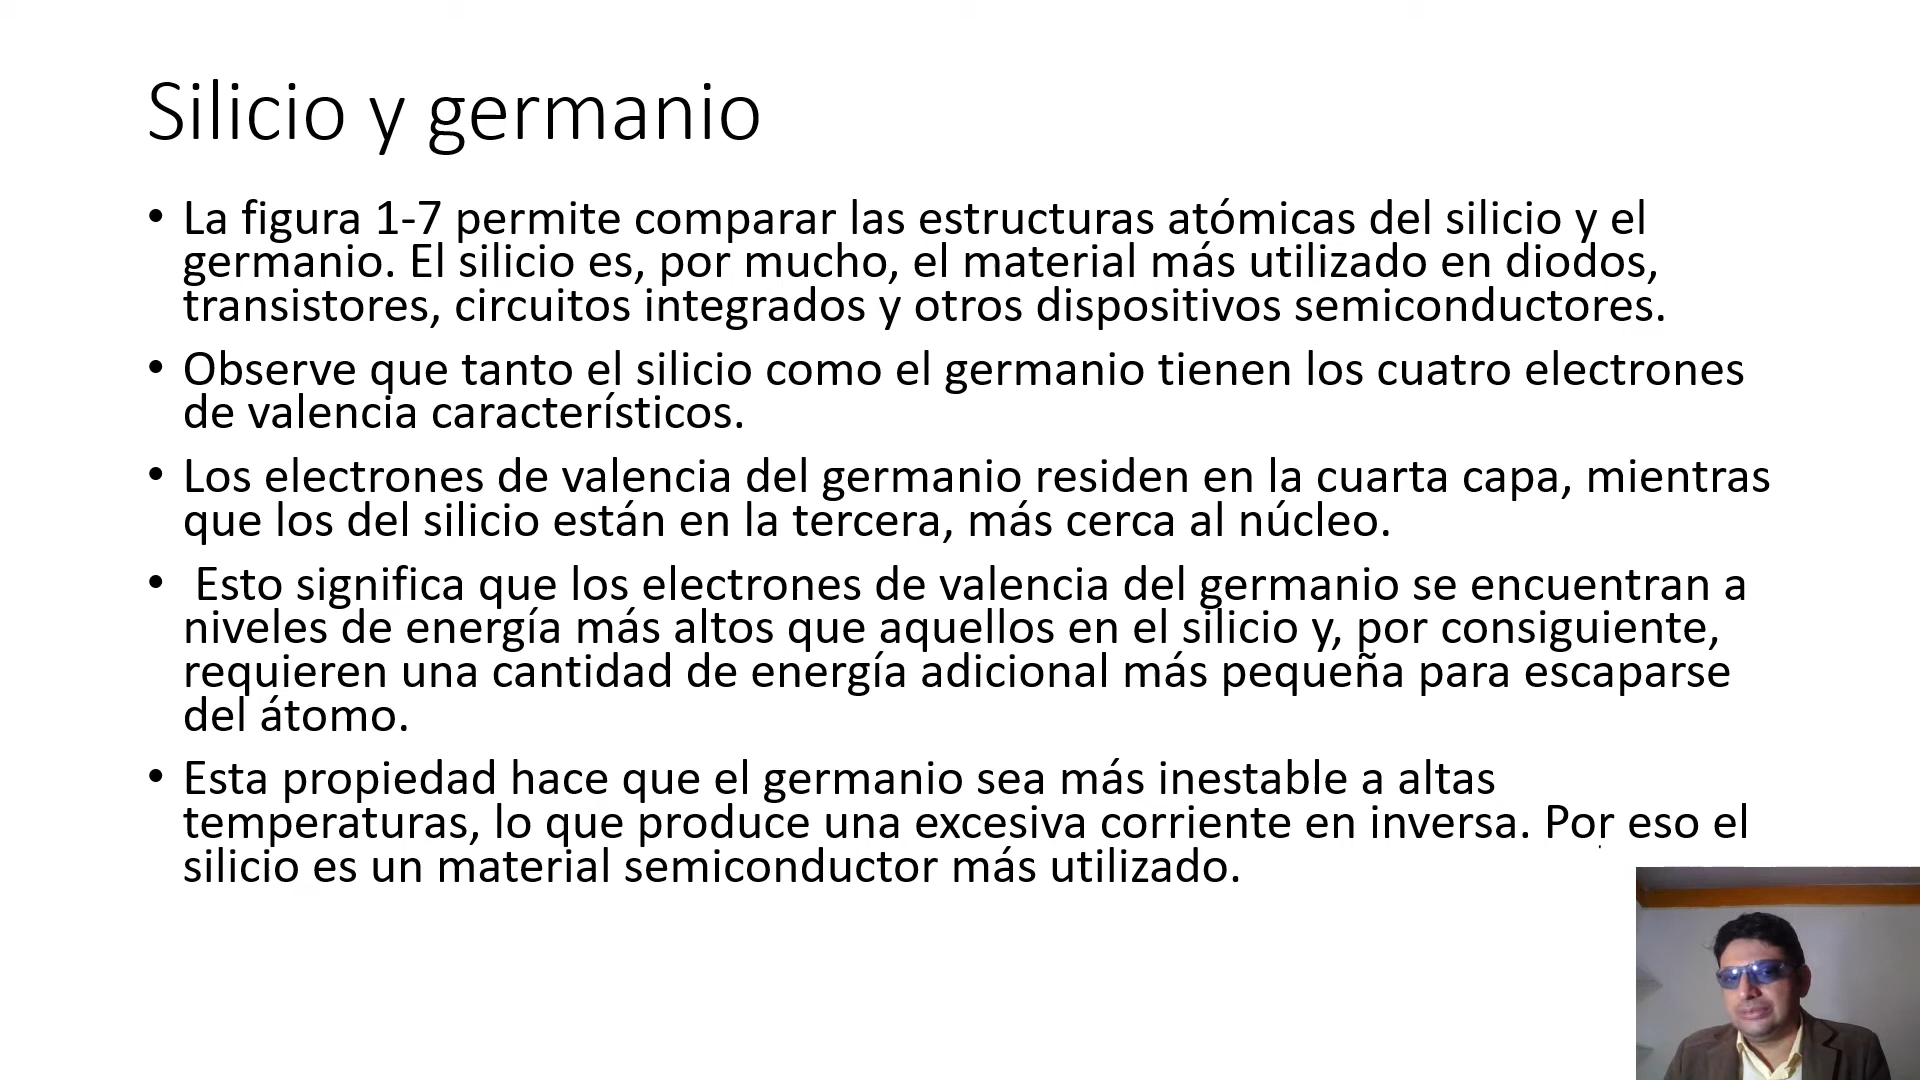 Silicio y germanio
• La figura 1-7 permite comparar las estructuras atómicas del silicio y el
germanio. El silicio es, por mucho, el material más utilizado en diodos,
transistores, circuitos integrados y otros dispositivos semiconductores.
• Observe que tanto el silicio como el germanio tienen los cuatro electrones
de valencia característicos.
• Los electrones de valencia del germanio residen en la cuarta capa, mientras
que los del silicio están en la tercera, más cerca al núcleo.
• Esto significa que los electrones de valencia del germanio se encuentran a
niveles de energía más altos que aquellos en el silicio y, por consiguiente,
requieren una cantidad de energía adicional más pequeña para escaparse
del átomo.
• Esta propiedad hace que el germanio sea más inestable a altas
temperaturas, lo que produce una excesiva corriente en inversa. Por eso el
silicio es un material semiconductor más utilizado.